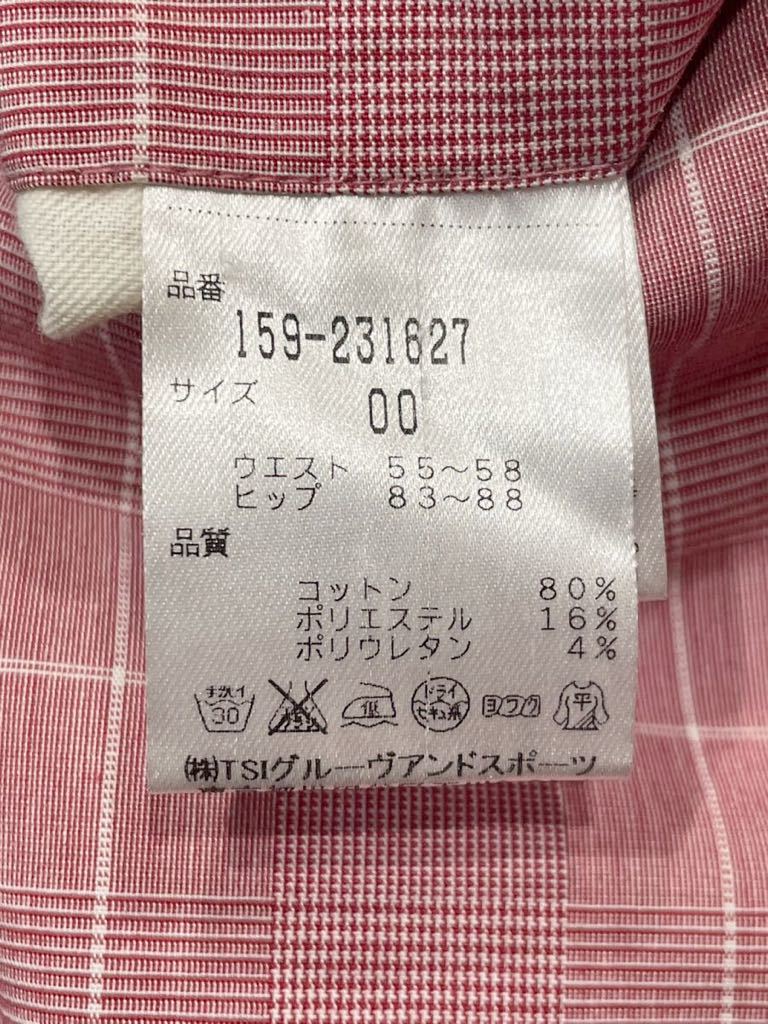 品番
159-231627
サイズ
00
ウエスト 55〜58
ヒップ 83〜88
品質
コットン 80%
ポリエステル 16%
ポリウレタン 4%
手洗イ 30 低 ドライ セキユ系 ヨワク 平
㈱TSIグルーヴアンドスポーツ